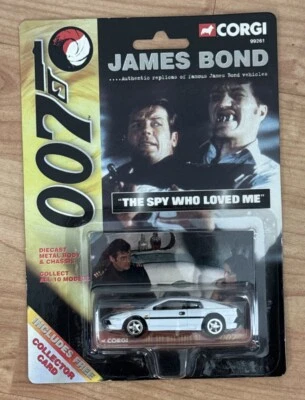 CORGI
99261
JAMES BOND
....Authentic replicas of famous James Bond vehicles
007
"THE SPY WHO LOVED ME"
DIECAST
METAL BODY
& CHASSIS
COLLECT
ALL 10 MODELS
INCLUDES FREE
COLLECTOR
CARD
CORGI